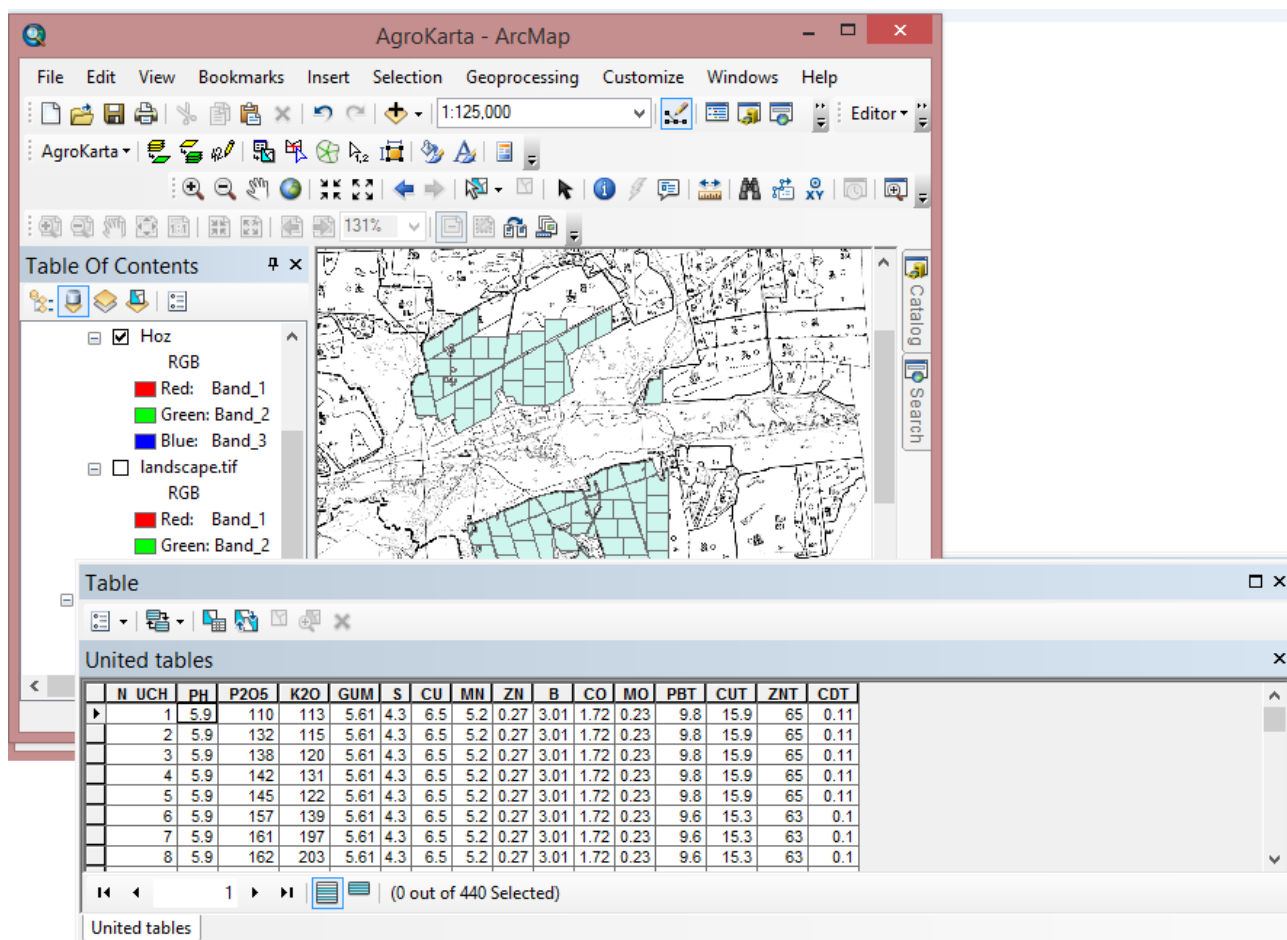 AgroKarta - ArcMap
File Edit View Bookmarks Insert Selection Geoprocessing Customize Windows Help
1:125,000 Editor
AgroKarta
131%
Table Of Contents
Hoz
RGB
Red: Band_1
Green: Band_2
Blue: Band_3
landscape.tif
RGB
Red: Band_1
Green: Band_2
Catalog
Search
Table
United tables
N_UCH PH P2O5 K2O GUM S CU MN ZN B CO MO PBT CUT ZNT CDT
1 5.9 110 113 5.61 4.3 6.5 5.2 0.27 3.01 1.72 0.23 9.8 15.9 65 0.11
2 5.9 132 115 5.61 4.3 6.5 5.2 0.27 3.01 1.72 0.23 9.8 15.9 65 0.11
3 5.9 138 120 5.61 4.3 6.5 5.2 0.27 3.01 1.72 0.23 9.8 15.9 65 0.11
4 5.9 142 131 5.61 4.3 6.5 5.2 0.27 3.01 1.72 0.23 9.8 15.9 65 0.11
5 5.9 145 122 5.61 4.3 6.5 5.2 0.27 3.01 1.72 0.23 9.8 15.9 65 0.11
6 5.9 157 139 5.61 4.3 6.5 5.2 0.27 3.01 1.72 0.23 9.6 15.3 63 0.1
7 5.9 161 197 5.61 4.3 6.5 5.2 0.27 3.01 1.72 0.23 9.6 15.3 63 0.1
8 5.9 162 203 5.61 4.3 6.5 5.2 0.27 3.01 1.72 0.23 9.6 15.3 63 0.1
1 (0 out of 440 Selected)
United tables